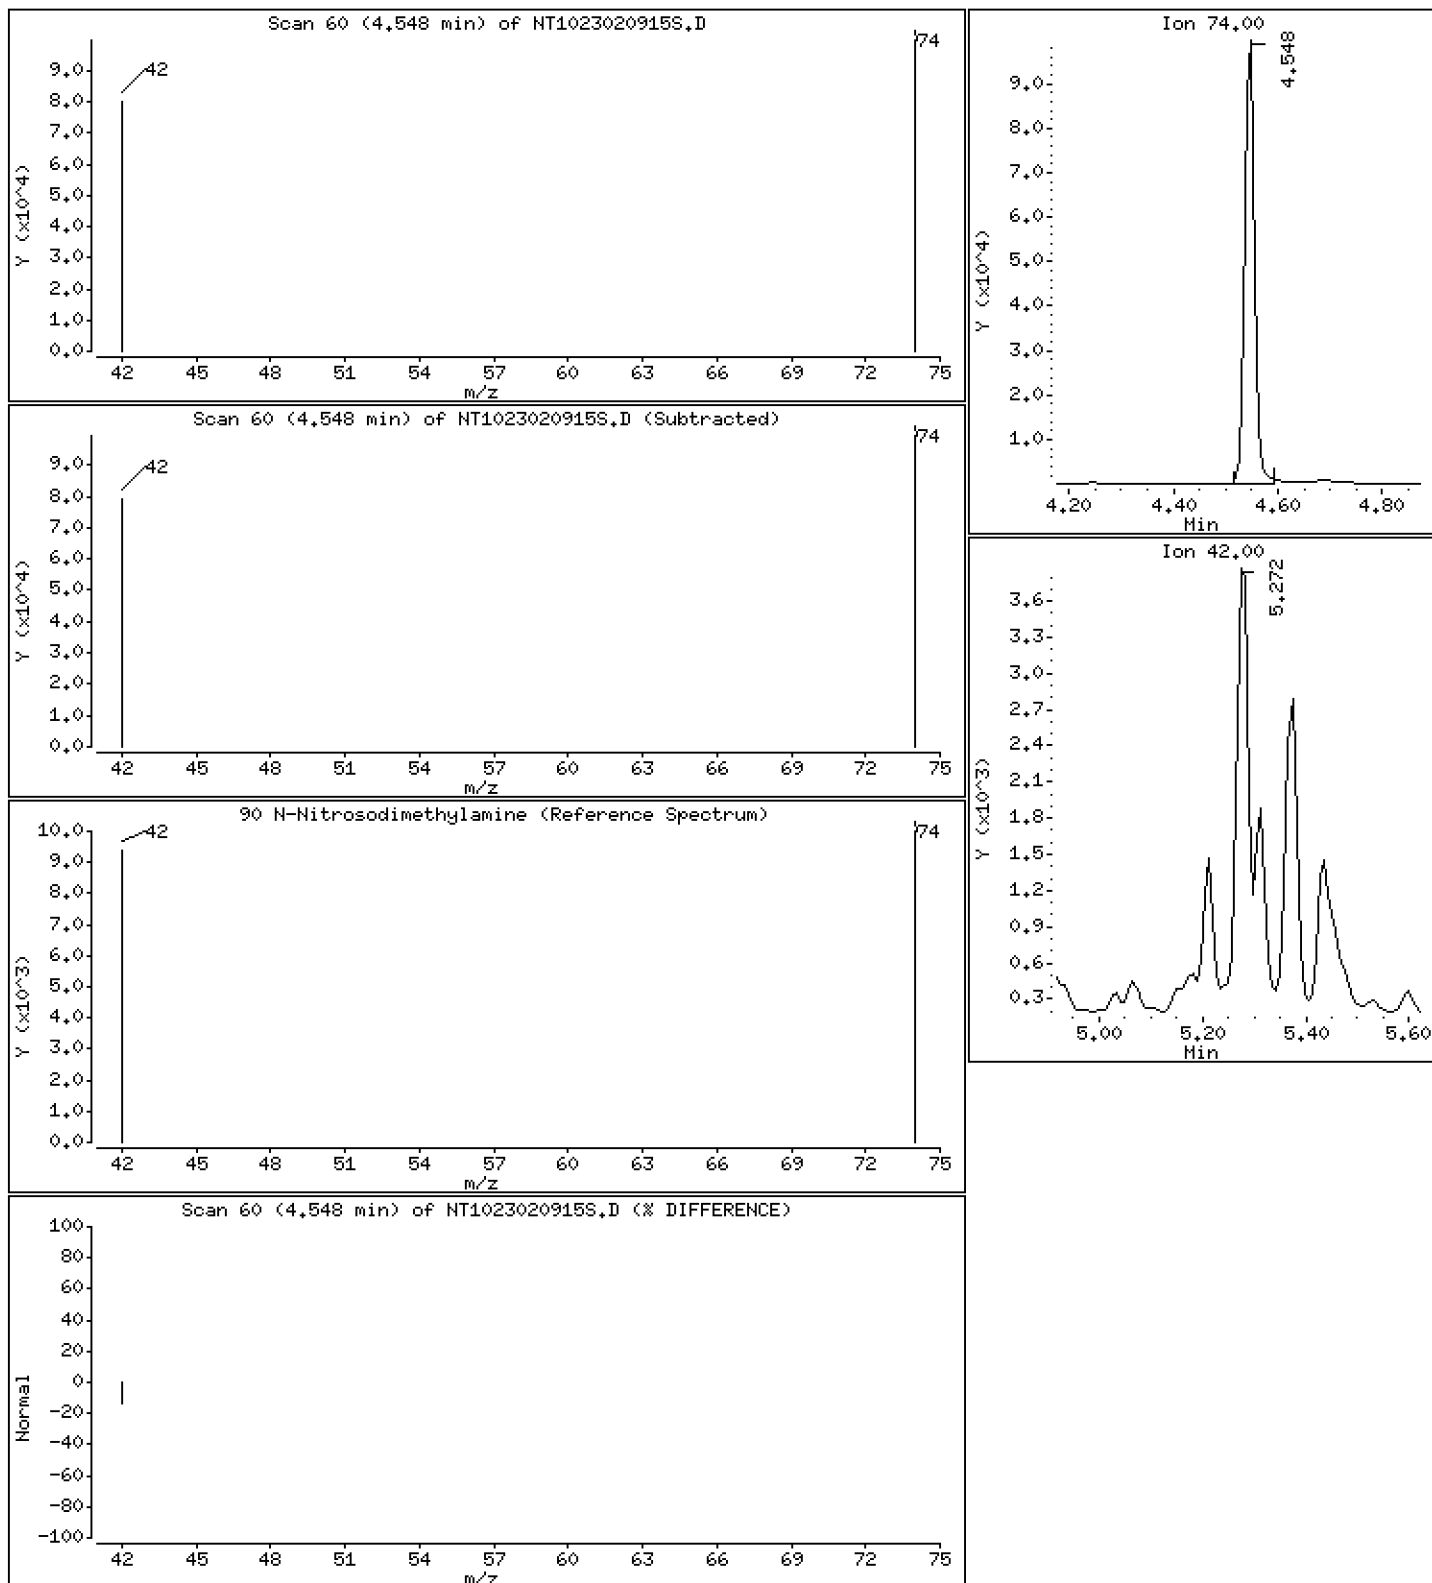 Scan 60 (4.548 min) of NT1023020915S.D
Y (x10^4)
9.0
8.0
7.0
6.0
5.0
4.0
3.0
2.0
1.0
0.0
42
74
42 45 48 51 54 57 60 63 66 69 72 75
m/z
Scan 60 (4.548 min) of NT1023020915S.D (Subtracted)
Y (x10^4)
9.0
8.0
7.0
6.0
5.0
4.0
3.0
2.0
1.0
0.0
42
74
42 45 48 51 54 57 60 63 66 69 72 75
m/z
90 N-Nitrosodimethylamine (Reference Spectrum)
Y (x10^3)
10.0
9.0
8.0
7.0
6.0
5.0
4.0
3.0
2.0
1.0
0.0
42
74
42 45 48 51 54 57 60 63 66 69 72 75
m/z
Scan 60 (4.548 min) of NT1023020915S.D (% DIFFERENCE)
Normal
100
80
60
40
20
0
-20
-40
-60
-80
-100
42 45 48 51 54 57 60 63 66 69 72 75
m/z
Ion 74.00
Y (x10^4)
9.0
8.0
7.0
6.0
5.0
4.0
3.0
2.0
1.0
4.548
4.20 4.40 4.60 4.80
Min
Ion 42.00
Y (x10^3)
3.6
3.3
3.0
2.7
2.4
2.1
1.8
1.5
1.2
0.9
0.6
0.3
5.272
5.00 5.20 5.40 5.60
Min